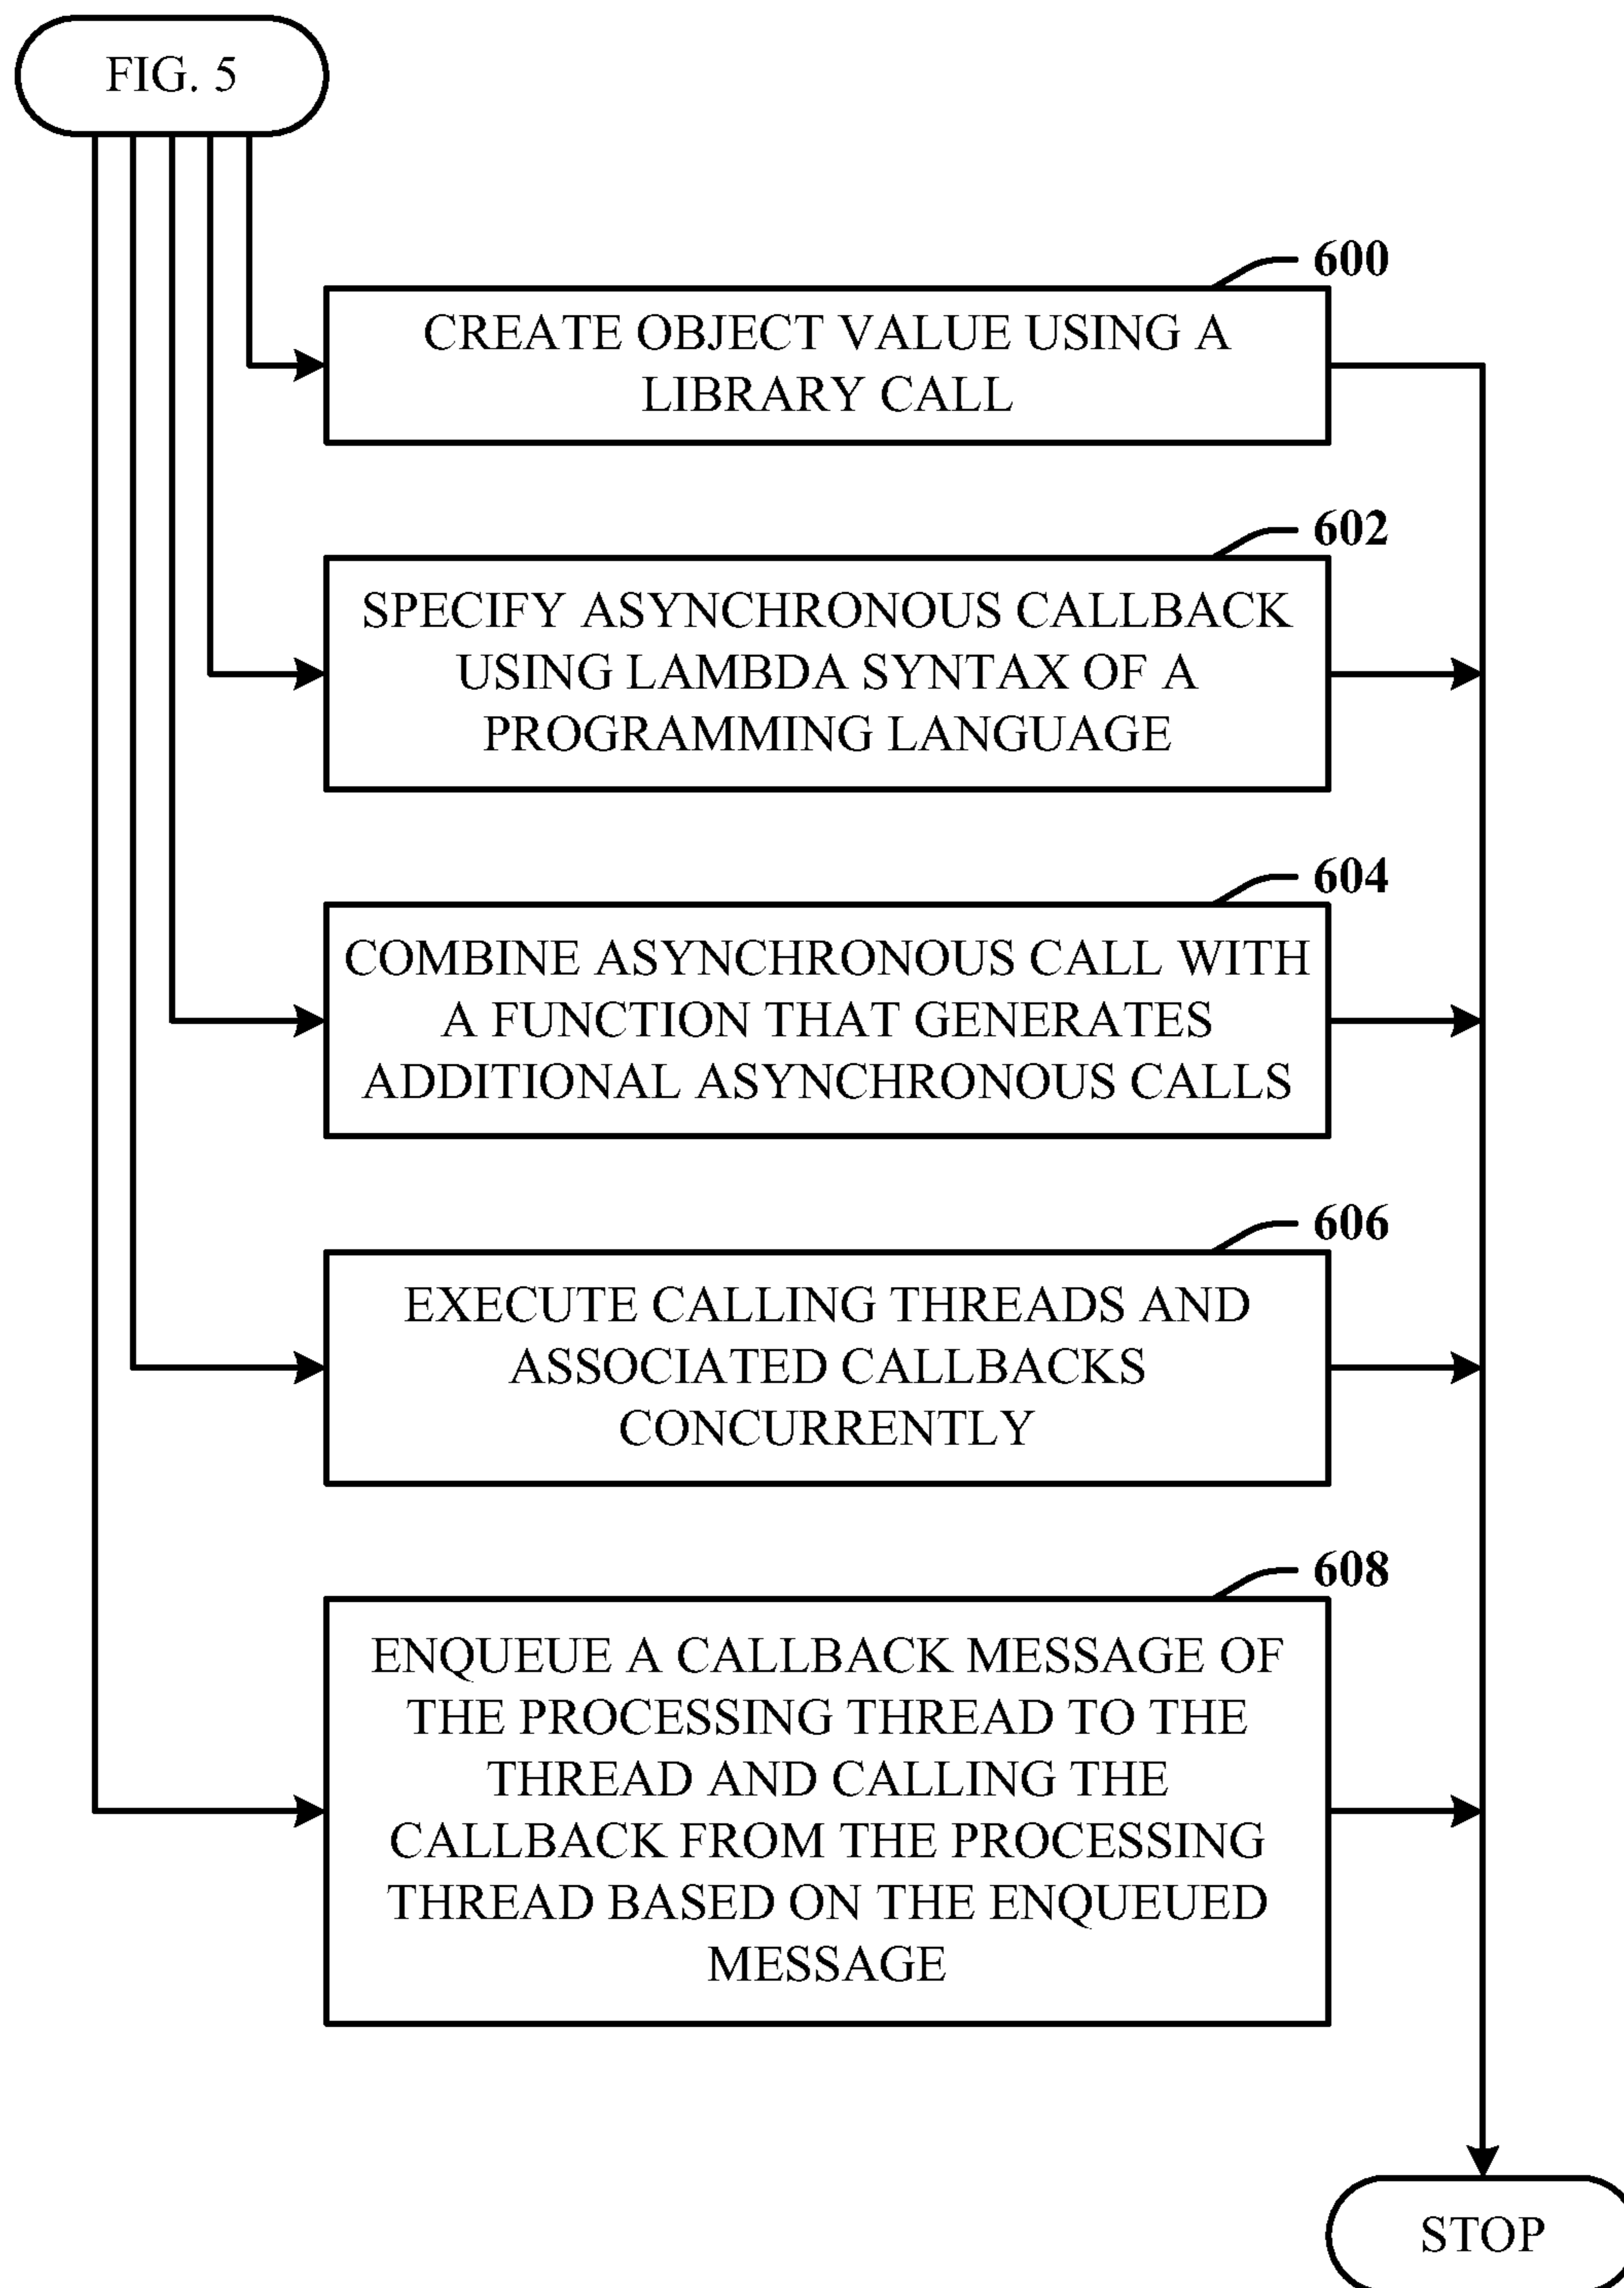 FIG. 5
600
CREATE OBJECT VALUE USING A
LIBRARY CALL
602
SPECIFY ASYNCHRONOUS CALLBACK
USING LAMBDA SYNTAX OF A
PROGRAMMING LANGUAGE
604
COMBINE ASYNCHRONOUS CALL WITH
A FUNCTION THAT GENERATES
ADDITIONAL ASYNCHRONOUS CALLS
606
EXECUTE CALLING THREADS AND
ASSOCIATED CALLBACKS
CONCURRENTLY
608
ENQUEUE A CALLBACK MESSAGE OF
THE PROCESSING THREAD TO THE
THREAD AND CALLING THE
CALLBACK FROM THE PROCESSING
THREAD BASED ON THE ENQUEUED
MESSAGE
STOP